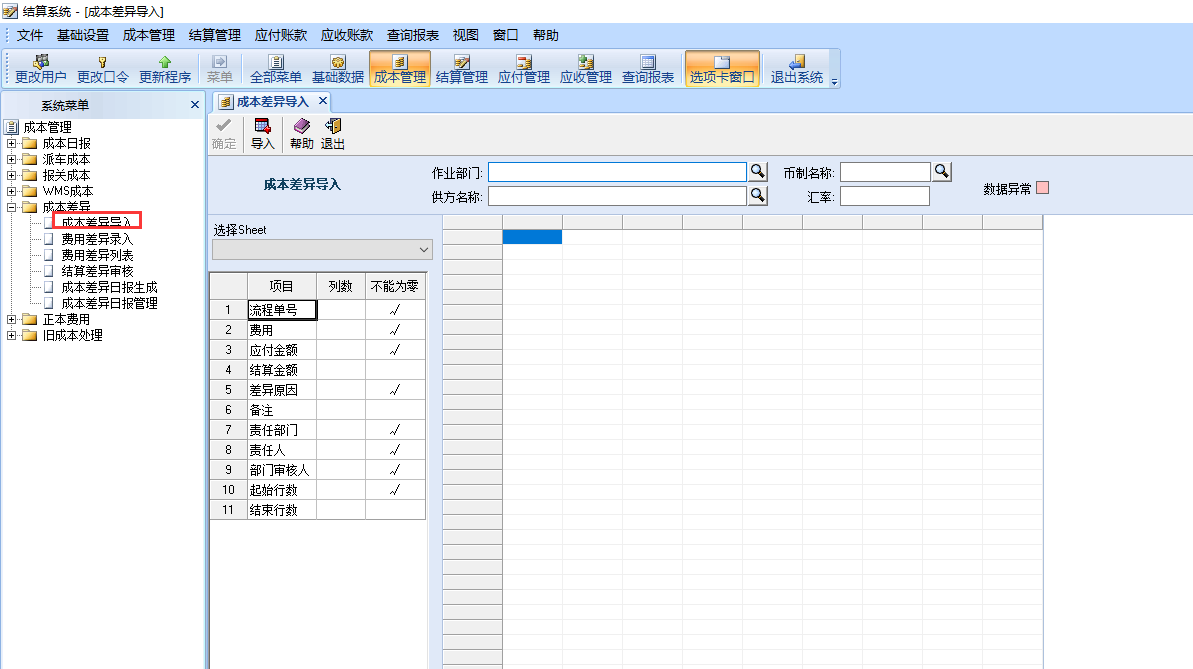 结算系统 - [成本差异导入]
文件 基础设置 成本管理 结算管理 应付账款 应收账款 查询报表 视图 窗口 帮助
更改用户 更改口令 更新程序 菜单 全部菜单 基础数据 成本管理 结算管理 应付管理 应收管理 查询报表 选项卡窗口 退出系统
系统菜单
成本管理
成本日报
派车成本
报关成本
WMS成本
成本差异
成本差异导入
费用差异录入
费用差异列表
结算差异审核
成本差异日报生成
成本差异日报管理
正本费用
旧成本处理
成本差异导入
确定 导入 帮助 退出
成本差异导入
作业部门: 币制名称:
供方名称: 汇率:
数据异常
选择Sheet
项目 列数 不能为零
1 流程单号 √
2 费用 √
3 应付金额 √
4 结算金额
5 差异原因 √
6 备注
7 责任部门 √
8 责任人 √
9 部门审核人 √
10 起始行数 √
11 结束行数